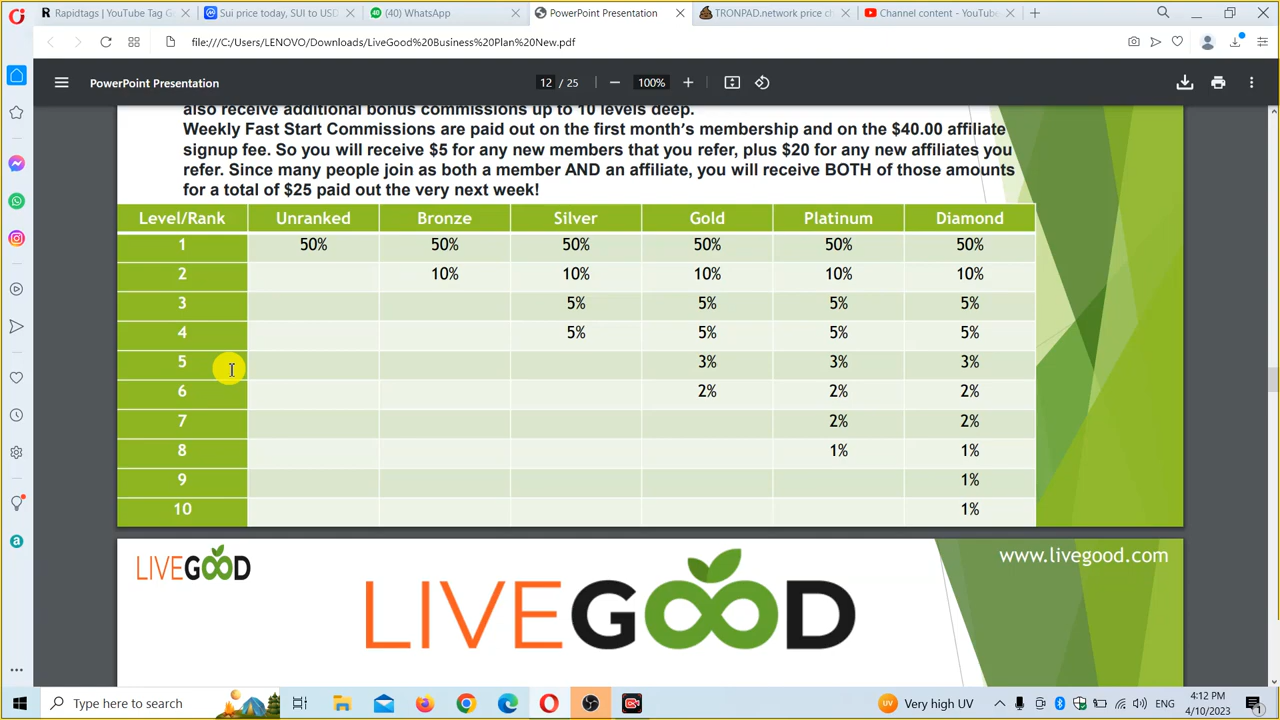 Rapidtags | YouTube Tag G
Sui price today, SUI to USD
(40) WhatsApp
PowerPoint Presentation
TRONPAD.network price c
Channel content - YouTube
file:///C:/Users/LENOVO/Downloads/LiveGood%20Business%20Plan%20New.pdf
PowerPoint Presentation
12 / 25
100%
also receive additional bonus commissions up to 10 levels deep.
Weekly Fast Start Commissions are paid out on the first month's membership and on the $40.00 affiliate
signup fee. So you will receive $5 for any new members that you refer, plus $20 for any new affiliates you
refer. Since many people join as both a member AND an affiliate, you will receive BOTH of those amounts
for a total of $25 paid out the very next week!
Level/Rank Unranked Bronze Silver Gold Platinum Diamond
1 50% 50% 50% 50% 50% 50%
2 10% 10% 10% 10% 10%
3 5% 5% 5% 5%
4 5% 5% 5% 5%
5 3% 3% 3%
6 2% 2% 2%
7 2% 2%
8 1% 1%
9 1%
10 1%
LIVEGOOD
www.livegood.com
LIVEGOOD
Type here to search
Very high UV
ENG
4:12 PM
4/10/2023